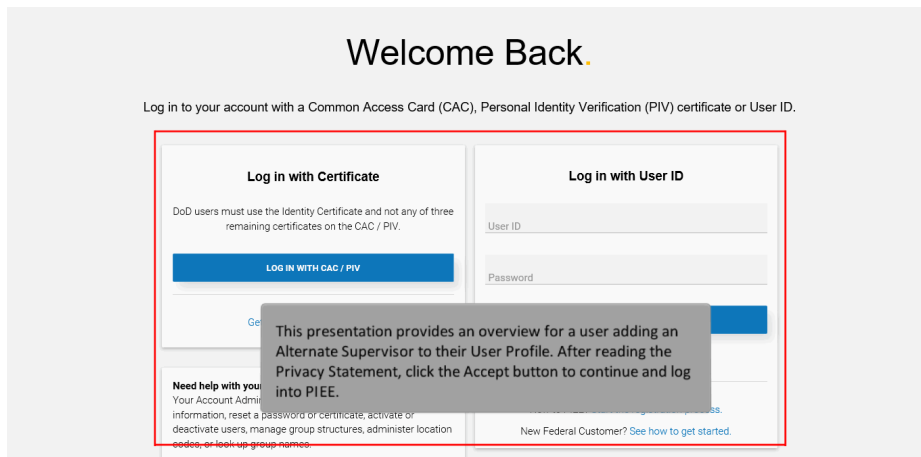 Welcome Back.
Log in to your account with a Common Access Card (CAC), Personal Identity Verification (PIV) certificate or User ID.
Log in with Certificate
DoD users must use the Identity Certificate and not any of three
remaining certificates on the CAC / PIV.
LOG IN WITH CAC / PIV
Log in with User ID
User ID
Password
This presentation provides an overview for a user adding an
Alternate Supervisor to their User Profile. After reading the
Privacy Statement, click the Accept button to continue and log
into PIEE.
Need help with your
Your Account
information, reset a password or certificate, activate or
deactivate users, manage group structures, administer location
codes, or look up group names.
New Federal Customer? See how to get started.